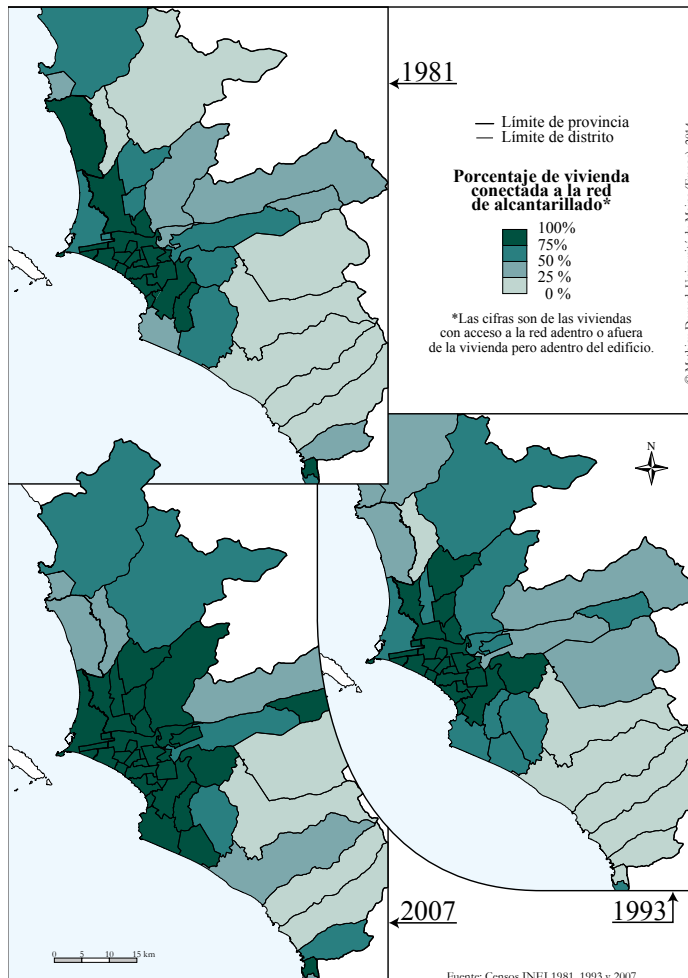 1981
Límite de provincia
Límite de distrito
Porcentaje de vivienda
conectada a la red
de alcantarillado*
100%
75%
50 %
25 %
0 %
*Las cifras son de las viviendas
con acceso a la red adentro o afuera
de la vivienda pero adentro del edificio.
N
2007
1993
0 5 10 15 km
Fuente: Censos INEI 1981, 1993 y 2007